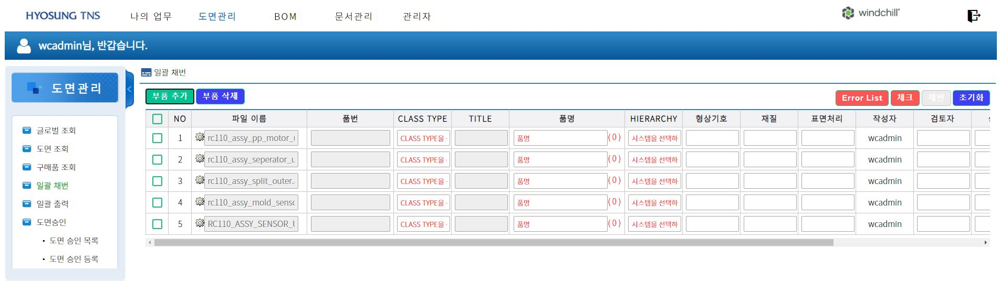 HYOSUNG TNS 나의 업무 도면관리 BOM 문서관리 관리자 windchill
wcadmin님, 반갑습니다.
도면관리
글로벌 조회
도면 조회
구매품 조회
일괄 채번
일괄 출력
도면승인
· 도면 승인 목록
· 도면 승인 등록
일괄 채번
부품 추가 부품 삭제 Error List 체크 채번 초기화
NO 파일 이름 품번 CLASS TYPE TITLE 품명 HIERARCHY 형상기호 재질 표면처리 작성자 검토자
1 rc110_assy_pp_motor_ CLASS TYPE을 품명 (0) 시스템을 선택하 wcadmin
2 rc110_assy_seperator_ CLASS TYPE을 품명 (0) 시스템을 선택하 wcadmin
3 rc110_assy_split_outer. CLASS TYPE을 품명 (0) 시스템을 선택하 wcadmin
4 rc110_assy_mold_senso CLASS TYPE을 품명 (0) 시스템을 선택하 wcadmin
5 RC110_ASSY_SENSOR_ CLASS TYPE을 품명 (0) 시스템을 선택하 wcadmin